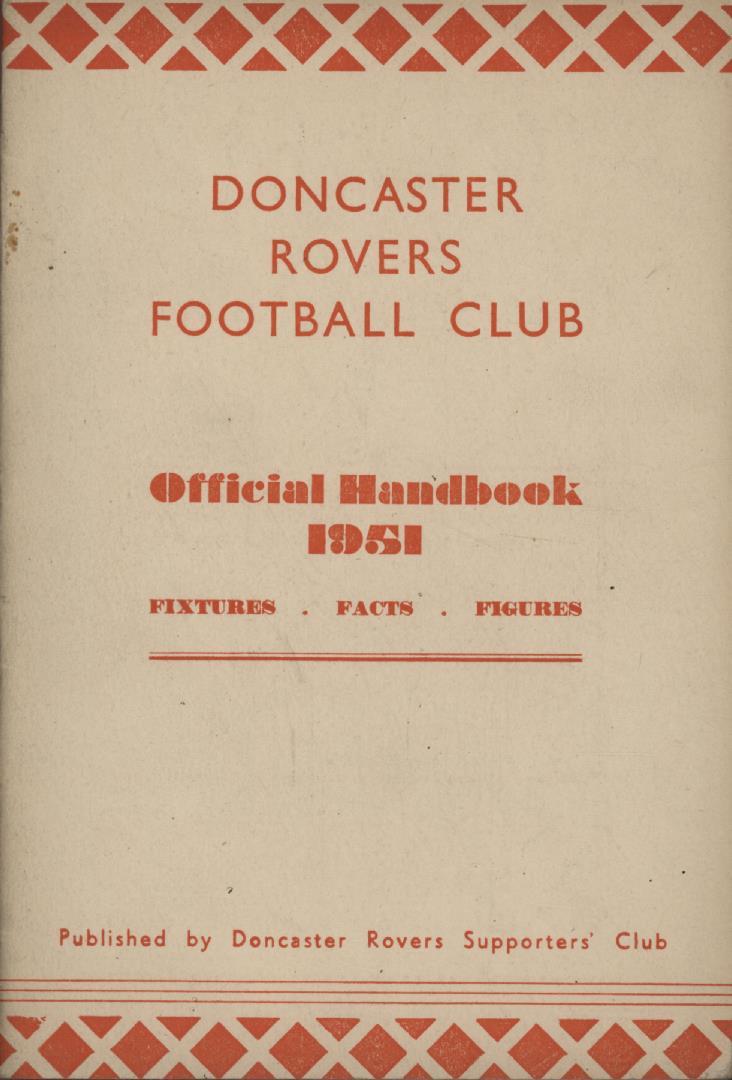 DONCASTER
ROVERS
FOOTBALL CLUB
Official Handbook
1951
FIXTURES . FACTS . FIGURES
Published by Doncaster Rovers Supporters' Club